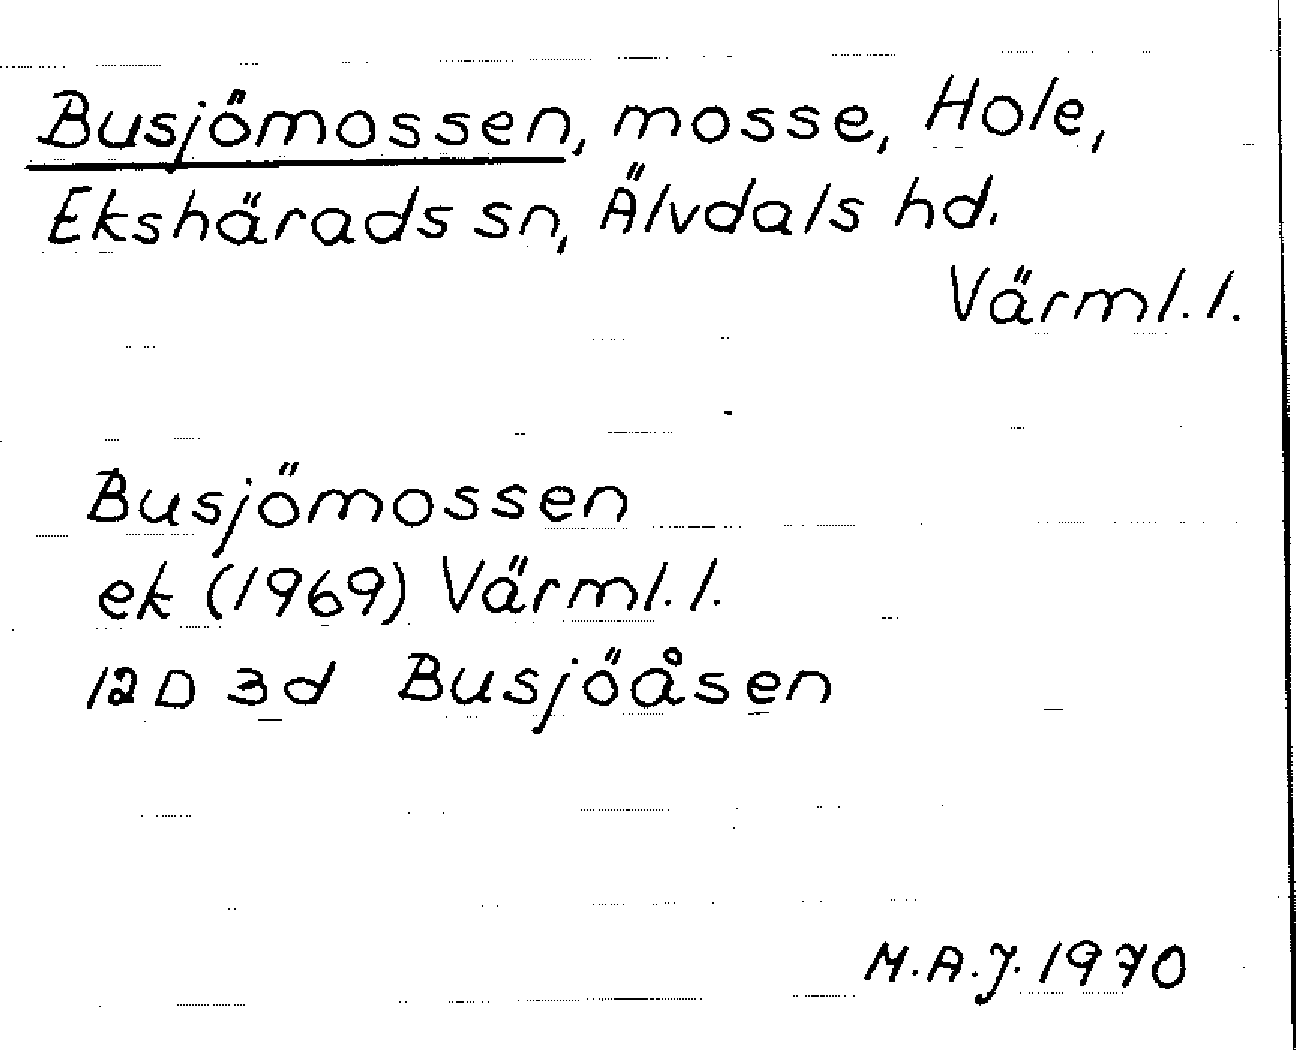 Busjömossen, mosse, Hole,
Ekshärads sn, Älvdals hd.
Värml. l.
Busjömossen
ek (1969) Värml. l.
12D 3d Busjöåsen
M.A.J. 1970